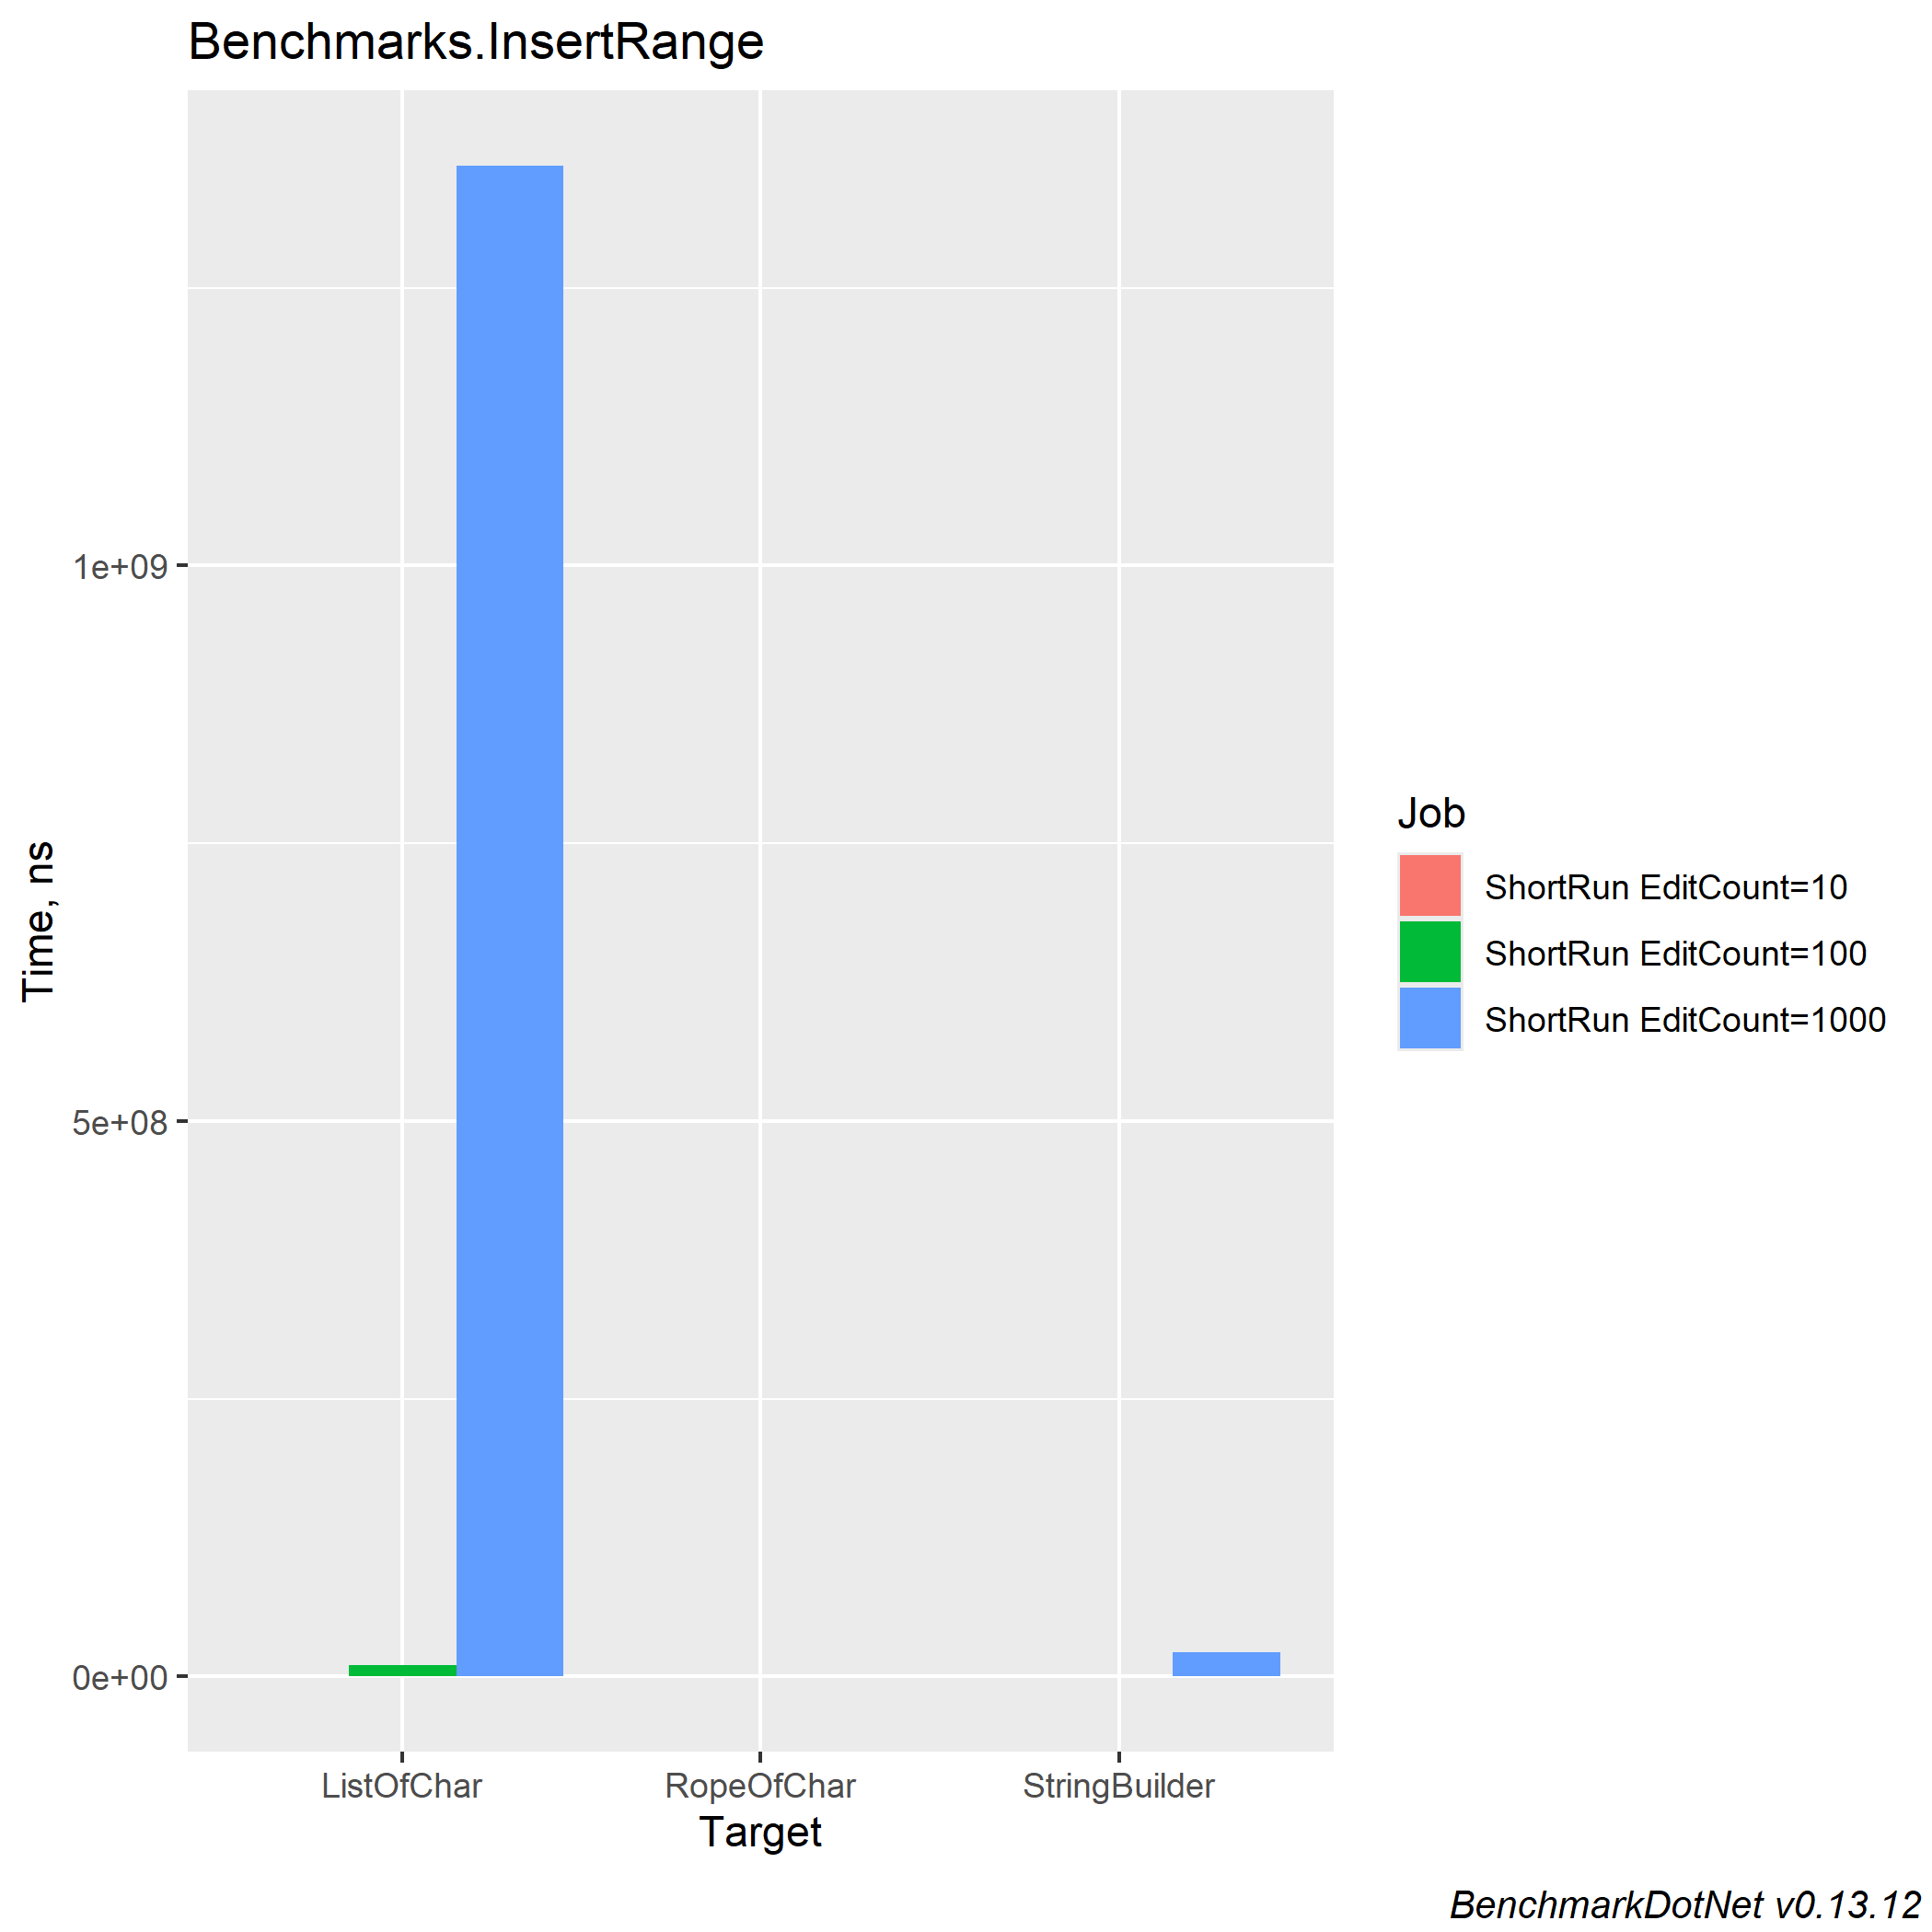 Benchmarks.InsertRange
Time, ns
1e+09
5e+08
0e+00
ListOfChar
RopeOfChar
StringBuilder
Target
Job
ShortRun EditCount=10
ShortRun EditCount=100
ShortRun EditCount=1000
BenchmarkDotNet v0.13.12